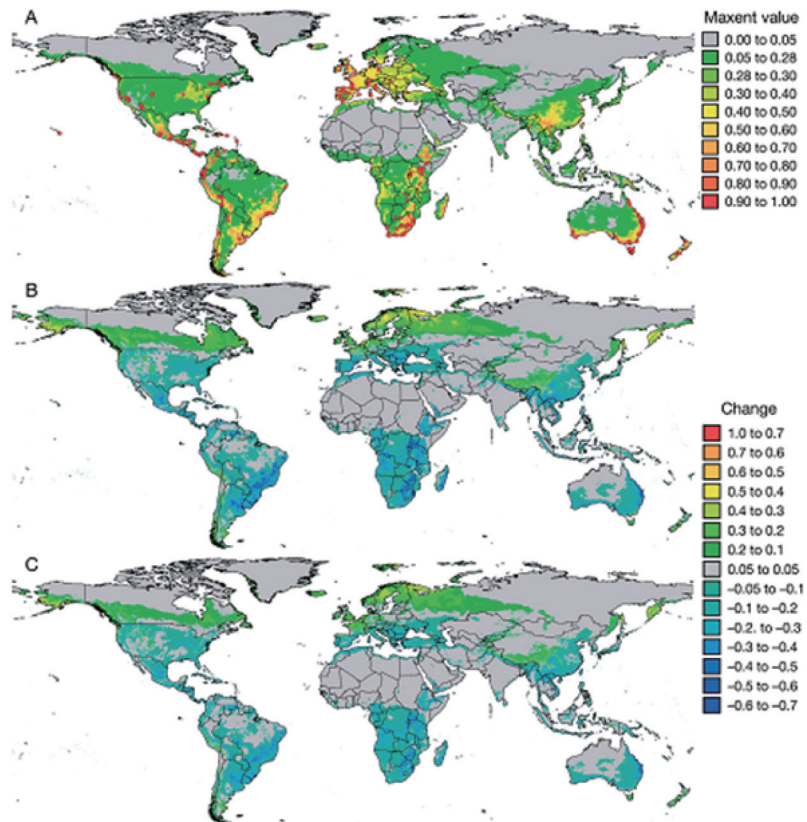 A
Maxent value
0.00 to 0.05
0.05 to 0.28
0.28 to 0.30
0.30 to 0.40
0.40 to 0.50
0.50 to 0.60
0.60 to 0.70
0.70 to 0.80
0.80 to 0.90
0.90 to 1.00
B
Change
1.0 to 0.7
0.7 to 0.6
0.6 to 0.5
0.5 to 0.4
0.4 to 0.3
0.3 to 0.2
0.2 to 0.1
0.05 to 0.05
–0.05 to –0.1
–0.1 to –0.2
–0.2. to –0.3
–0.3 to –0.4
–0.4 to –0.5
–0.5 to –0.6
–0.6 to –0.7
C